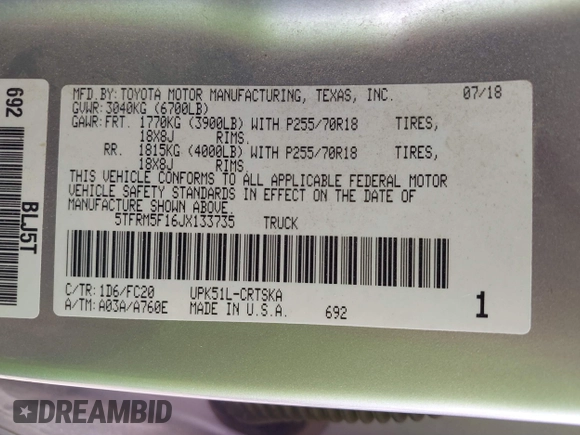 692
BLJ5T
MFD.BY:TOYOTA MOTOR MANUFACTURING, TEXAS, INC. 07/18
GVWR:3040KG (6700LB)
GAWR:FRT. 1770KG (3900LB) WITH P255/70R18 TIRES,
18X8J RIMS.
RR. 1815KG (4000LB) WITH P255/70R18 TIRES,
18X8J RIMS.
THIS VEHICLE CONFORMS TO ALL APPLICABLE FEDERAL MOTOR
VEHICLE SAFETY STANDARDS IN EFFECT ON THE DATE OF
MANUFACTURE SHOWN ABOVE.
5TFRM5F16JX133735 TRUCK
C/TR:1D6/FC20 UPK51L-CRTSKA
A/TM:A03A/A760E MADE IN U.S.A. 692 1
DREAMBID